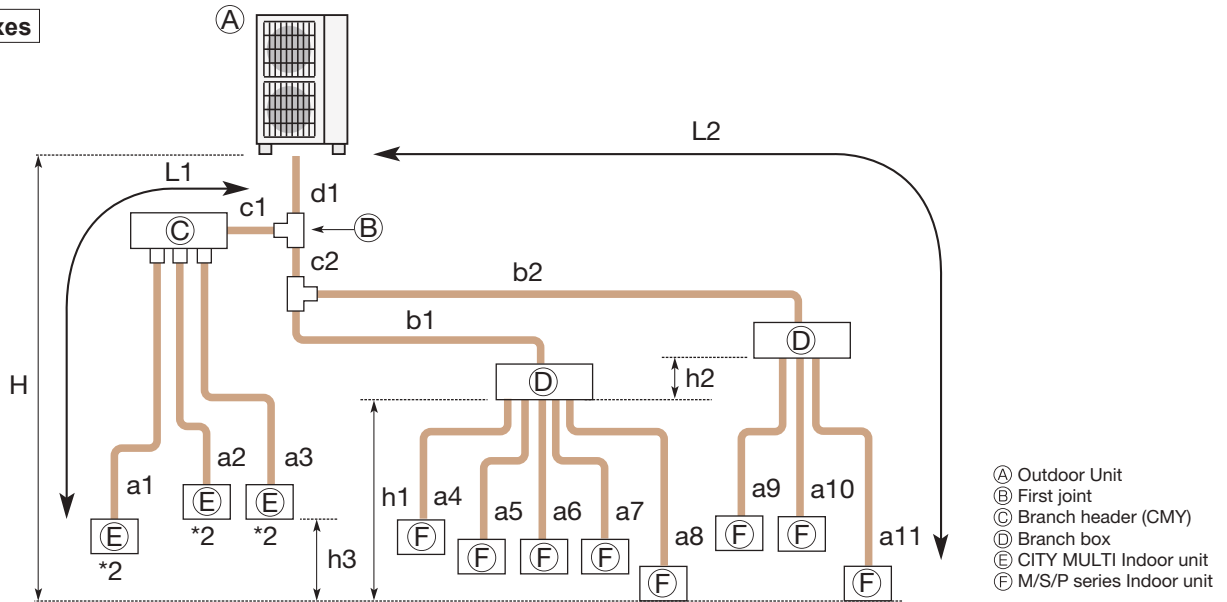 xes
A
L2
L1
d1
c1
B
C
c2
b2
b1
D
H
D
h2
a1
a2
a3
h1
a4
a5
a6
a7
a8
a9
a10
a11
E
E
E
*2
*2
*2
h3
F
F
F
F
F
F
F
F
A Outdoor Unit
B First joint
C Branch header (CMY)
D Branch box
E CITY MULTI Indoor unit
F M/S/P series Indoor unit